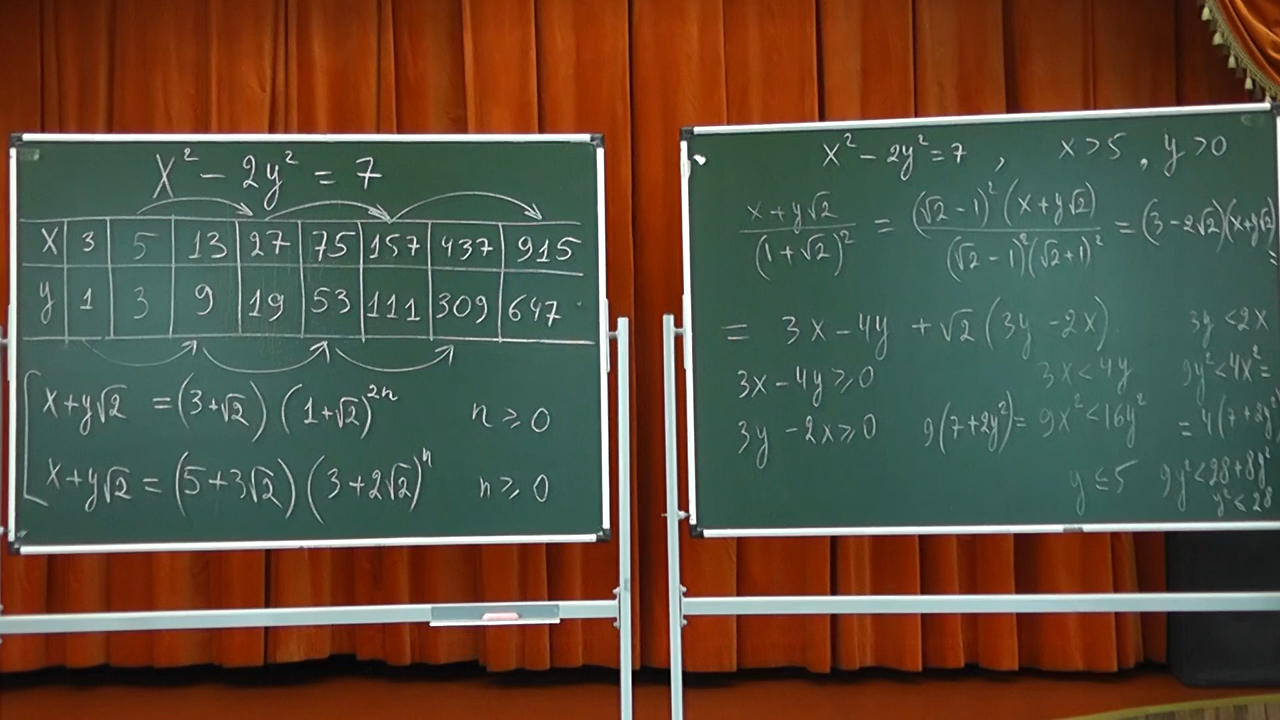 x² − 2y² = 7
x 3 5 13 27 75 157 437 915
y 1 3 9 19 53 111 309 647
x+y√2 = (3+√2) (1+√2)²ⁿ n ⩾ 0
x+y√2 = (5+3√2) (3+2√2)ⁿ n ⩾ 0
x² − 2y² = 7 , x > 5 , y > 0
(x+y√2)/(1+√2)² = ((√2−1)² (x+y√2))/((√2−1)² (√2+1)²) = (3−2√2)(x+y√2)
= 3x−4y + √2 (3y −2x) 3y < 2x
3x−4y ⩾ 0 3x < 4y 9y² < 4x² =
3y −2x ⩾ 0 9(7+2y²) = 9x² < 16y² = 4(7+2y²
y ≤ 5 9y² < 28+8y²
y² < 28